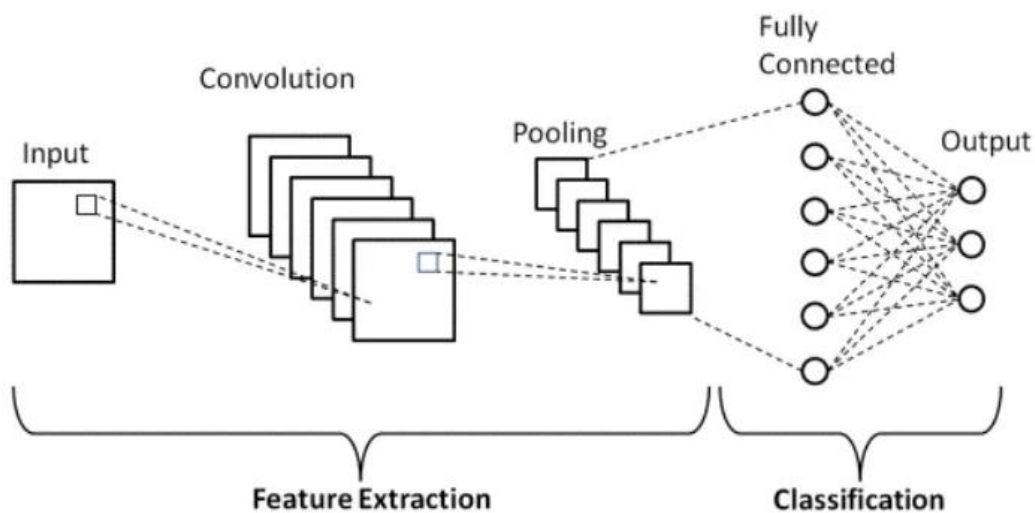 Input
Convolution
Pooling
Fully
Connected
Output
Feature Extraction
Classification